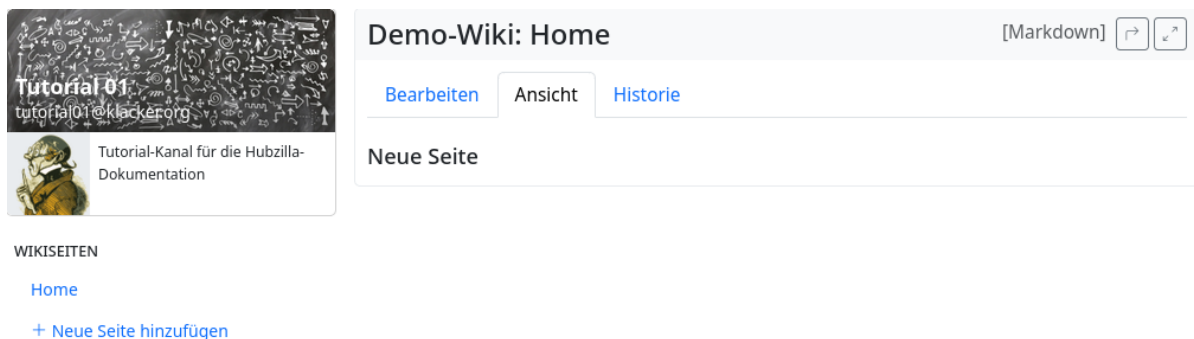 Tutorial 01
tutorial01@klacker.org
Tutorial-Kanal für die Hubzilla-
Dokumentation
WIKISEITEN
Home
+ Neue Seite hinzufügen
Demo-Wiki: Home
[Markdown]
Bearbeiten Ansicht Historie
Neue Seite